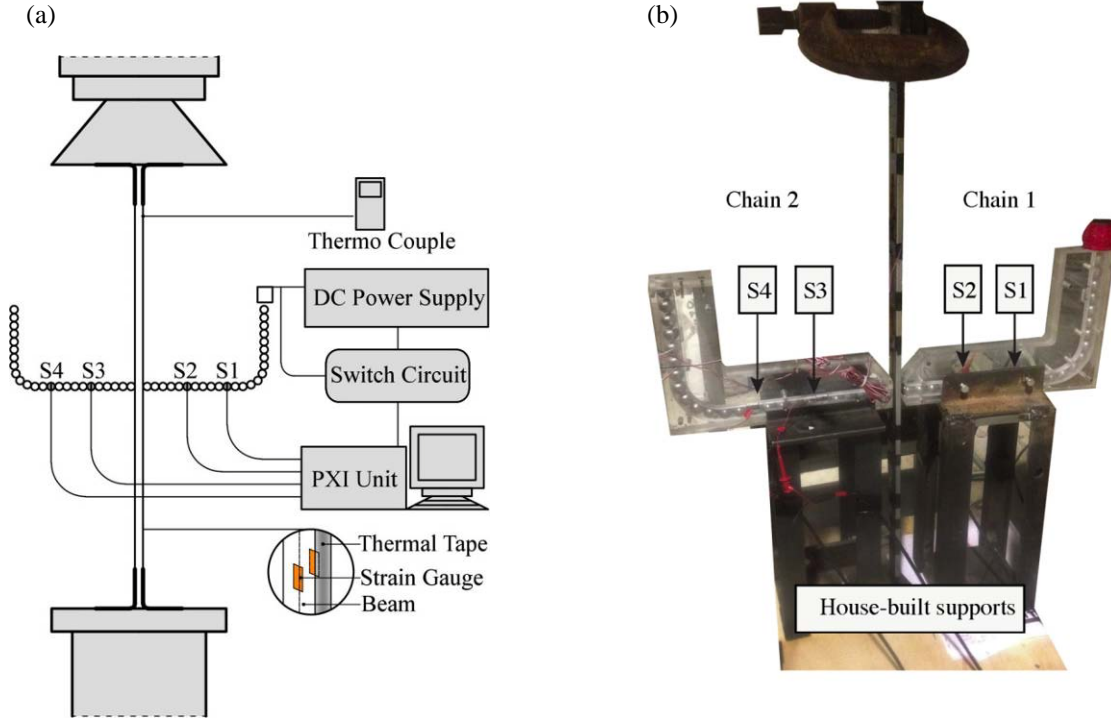 (a)
(b)
Thermo Couple
DC Power Supply
Switch Circuit
S4 S3 S2 S1
PXI Unit
Thermal Tape
Strain Gauge
Beam
Chain 2 Chain 1
S4 S3 S2 S1
House-built supports